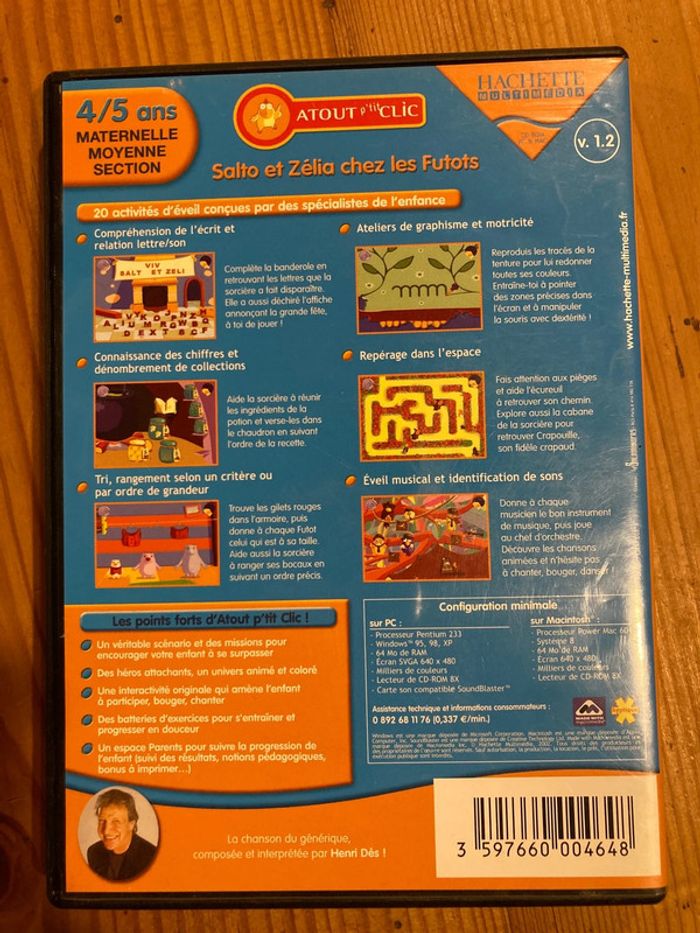 4/5 ans
MATERNELLE
MOYENNE
SECTION
ATOUT p'tit CLiC
HACHETTE
MULTIMEDIA
v. 1.2
Salto et Zélia chez les Futots
20 activités d'éveil conçues par des spécialistes de l'enfance
Compréhension de l'écrit et
relation lettre/son
VIV
SALT ET ZELI
Complète la banderole en
retrouvant les lettres que la
sorcière a fait disparaître.
Elle a aussi déchiré l'affiche
annonçant la grande fête,
à toi de jouer !
Ateliers de graphisme et motricité
Reproduis les tracés de la
tenture pour lui redonner
toutes ses couleurs.
Entraîne-toi à pointer
des zones précises dans
l'écran et à manipuler
la souris avec dextérité !
www.hachette-multimedia.fr
Connaissance des chiffres et
dénombrement de collections
Aide la sorcière à réunir
les ingrédients de la
potion et verse-les dans
le chaudron en suivant
l'ordre de la recette.
Repérage dans l'espace
Fais attention aux pièges
et aide l'écureuil
à retrouver son chemin.
Explore aussi la cabane
de la sorcière pour
retrouver Crapouille,
son fidèle crapaud.
Tri, rangement selon un critère ou
par ordre de grandeur
Trouve les gilets rouges
dans l'armoire, puis
donne à chaque Futot
celui qui est à sa taille.
Aide aussi la sorcière
à ranger ses bocaux en
suivant un ordre précis.
Éveil musical et identification de sons
Donne à chaque
musicien le bon instrument
de musique, puis joue
au chef d'orchestre.
Découvre les chansons
animées et n'hésite pas
à chanter, bouger, danser
Les points forts d'Atout p'tit Clic !
Un véritable scénario et des missions pour
encourager votre enfant à se surpasser
Des héros attachants, un univers animé et coloré
Une interactivité originale qui amène l'enfant
à participer, bouger, chanter
Des batteries d'exercices pour s'entraîner et
progresser en douceur
Un espace Parents pour suivre la progression de
l'enfant (suivi des résultats, notions pédagogiques,
bonus à imprimer...)
Configuration minimale
sur PC :
- Processeur Pentium 233
- Windows™ 95, 98, XP
- 64 Mo de RAM
- Écran SVGA 640 x 480
- Milliers de couleurs
- Lecteur de CD-ROM 8X
- Carte son compatible SoundBlaster™
sur Macintosh™ :
- Processeur Power Mac
- Système 8
- 64 Mo de RAM
- Écran 640 x 480
- Milliers de couleurs
- Lecteur de CD-ROM 8X
Assistance technique et informations consommateurs :
0 892 68 11 76 (0,337 €/min.)
MADE WITH
La chanson du générique,
composée et interprétée par Henri Dès !
3 597660 004648